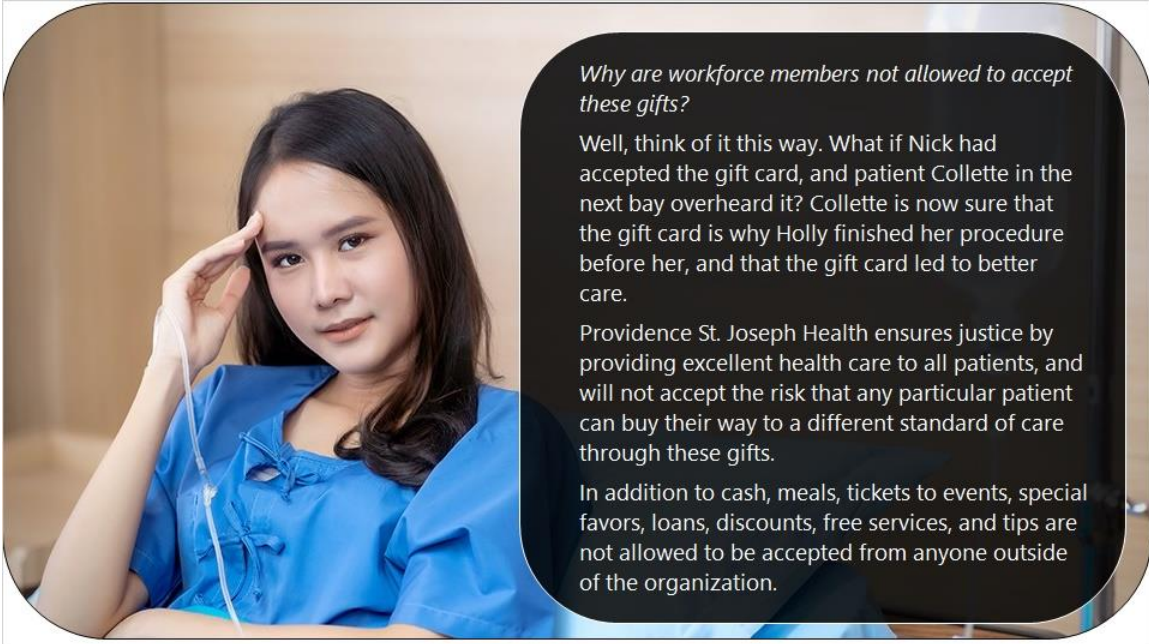 Why are workforce members not allowed to accept
these gifts?
Well, think of it this way. What if Nick had
accepted the gift card, and patient Collette in the
next bay overheard it? Collette is now sure that
the gift card is why Holly finished her procedure
before her, and that the gift card led to better
care.
Providence St. Joseph Health ensures justice by
providing excellent health care to all patients, and
will not accept the risk that any particular patient
can buy their way to a different standard of care
through these gifts.
In addition to cash, meals, tickets to events, special
favors, loans, discounts, free services, and tips are
not allowed to be accepted from anyone outside
of the organization.